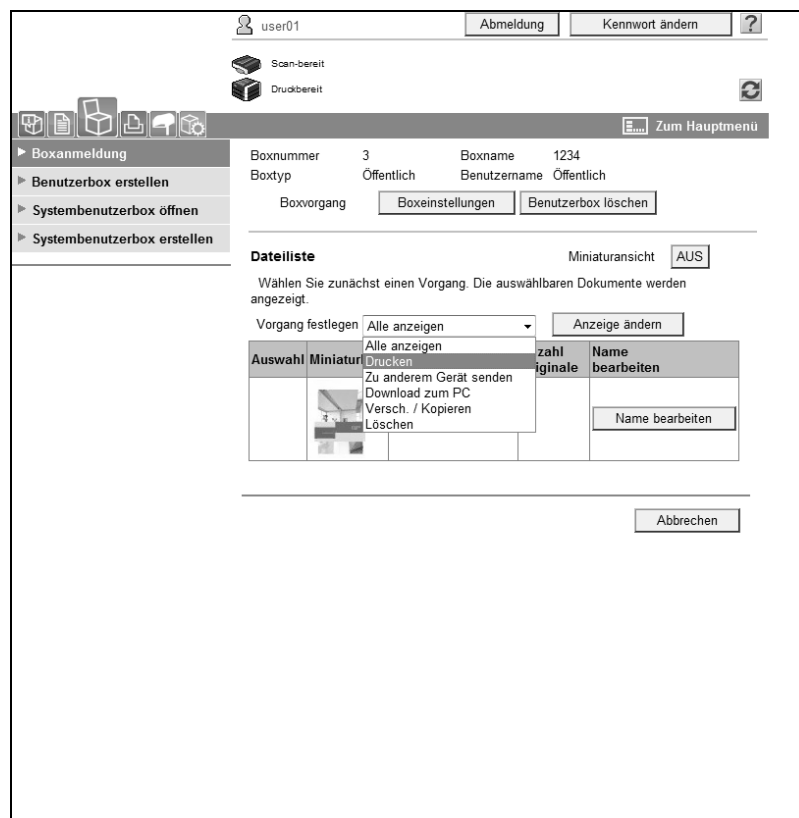 user01 Abmeldung Kennwort ändern ?
Scan-bereit
Druckbereit
Zum Hauptmenü
Boxanmeldung
Benutzerbox erstellen
Systembenutzerbox öffnen
Systembenutzerbox erstellen
Boxnummer 3 Boxname 1234
Boxtyp Öffentlich Benutzername Öffentlich
Boxvorgang Boxeinstellungen Benutzerbox löschen
Dateiliste Miniaturansicht AUS
Wählen Sie zunächst einen Vorgang. Die auswählbaren Dokumente werden
angezeigt.
Vorgang festlegen Alle anzeigen Anzeige ändern
Alle anzeigen
Drucken
Zu anderem Gerät senden
Download zum PC
Versch. / Kopieren
Löschen
Auswahl Miniatur zahl Name
iginale bearbeiten
Name bearbeiten
Abbrechen